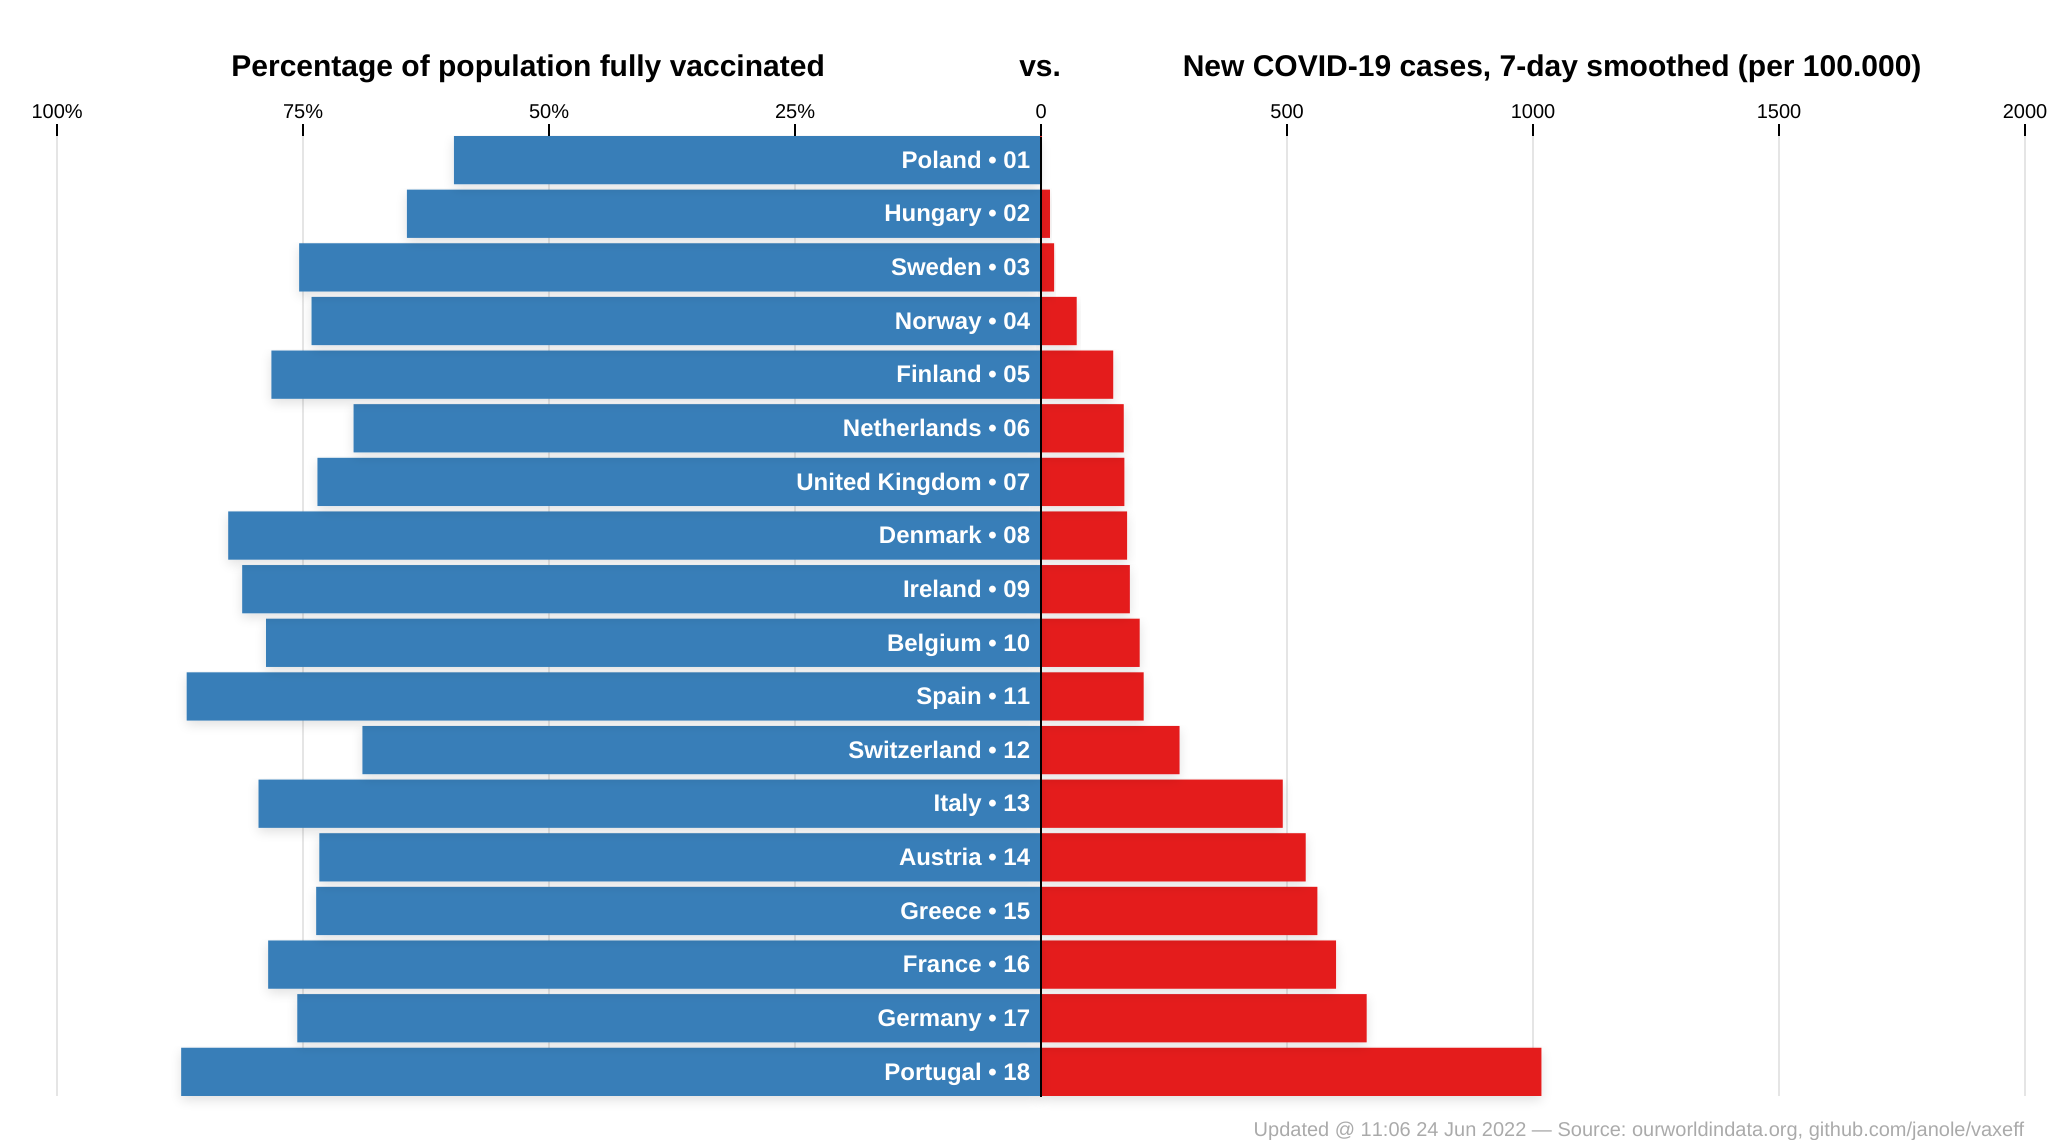 Percentage of population fully vaccinated vs. New COVID-19 cases, 7-day smoothed (per 100.000)
100% 75% 50% 25% 0 500 1000 1500 2000
Poland • 01
Hungary • 02
Sweden • 03
Norway • 04
Finland • 05
Netherlands • 06
United Kingdom • 07
Denmark • 08
Ireland • 09
Belgium • 10
Spain • 11
Switzerland • 12
Italy • 13
Austria • 14
Greece • 15
France • 16
Germany • 17
Portugal • 18
Updated @ 11:06 24 Jun 2022 — Source: ourworldindata.org, github.com/janole/vaxeff